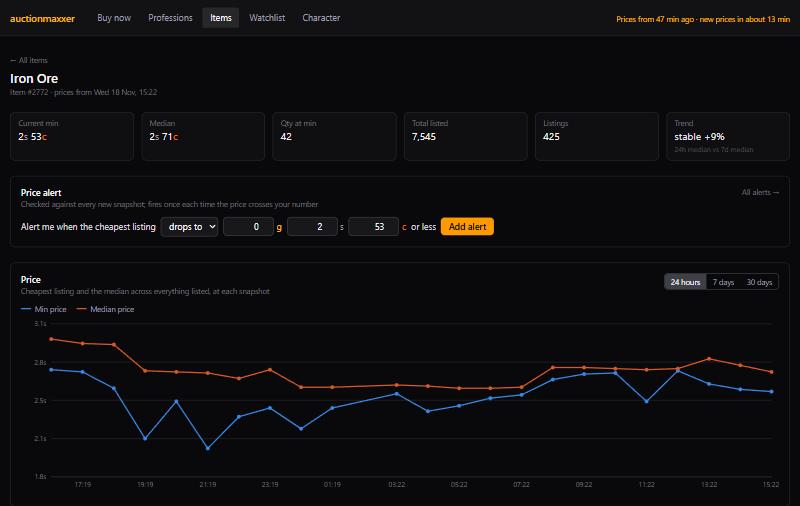 auctionmaxxer Buy now Professions Items Watchlist Character Prices from 47 min ago · new prices in about 13 min
← All items
Iron Ore
Item #2772 · prices from Wed 18 Nov, 15:22
Current min Median Qty at min Total listed Listings Trend
2s 53c 2s 71c 42 7,545 425 stable +9%
24h median vs 7d median
Price alert All alerts →
Checked against every new snapshot; fires once each time the price crosses your number
Alert me when the cheapest listing drops to 0 g 2 s 53 c or less Add alert
Price 24 hours 7 days 30 days
Cheapest listing and the median across everything listed, at each snapshot
Min price Median price
3.1s
2.8s
2.5s
2.1s
1.8s
17:19 19:19 21:19 23:19 01:19 03:22 05:22 07:22 09:22 11:22 13:22 15:22